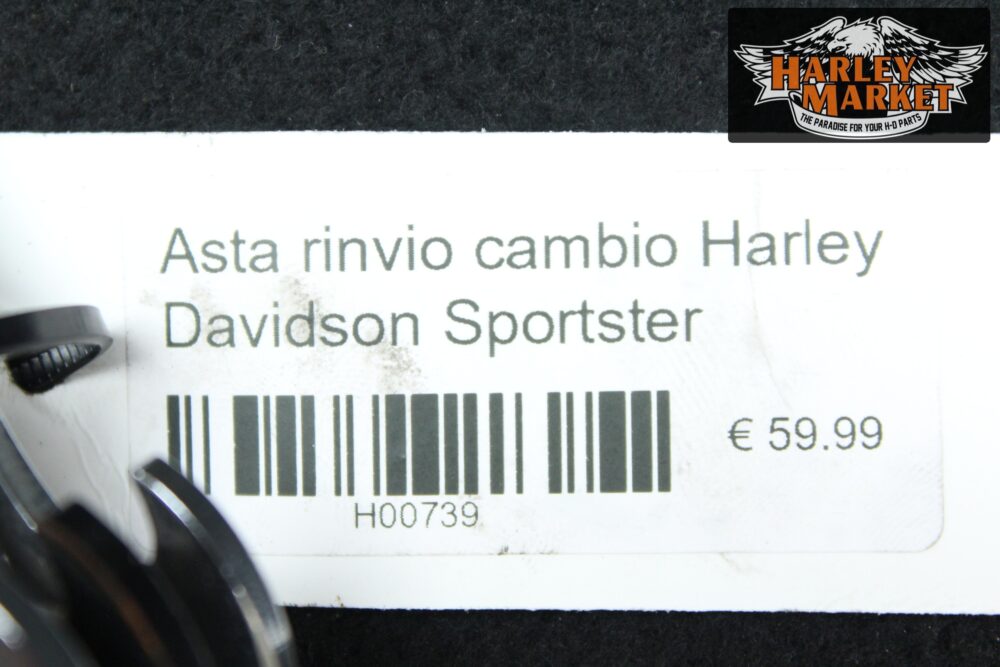 HARLEY
MARKET
THE PARADISE FOR YOUR H-D PARTS
Asta rinvio cambio Harley
Davidson Sportster
€ 59.99
H00739